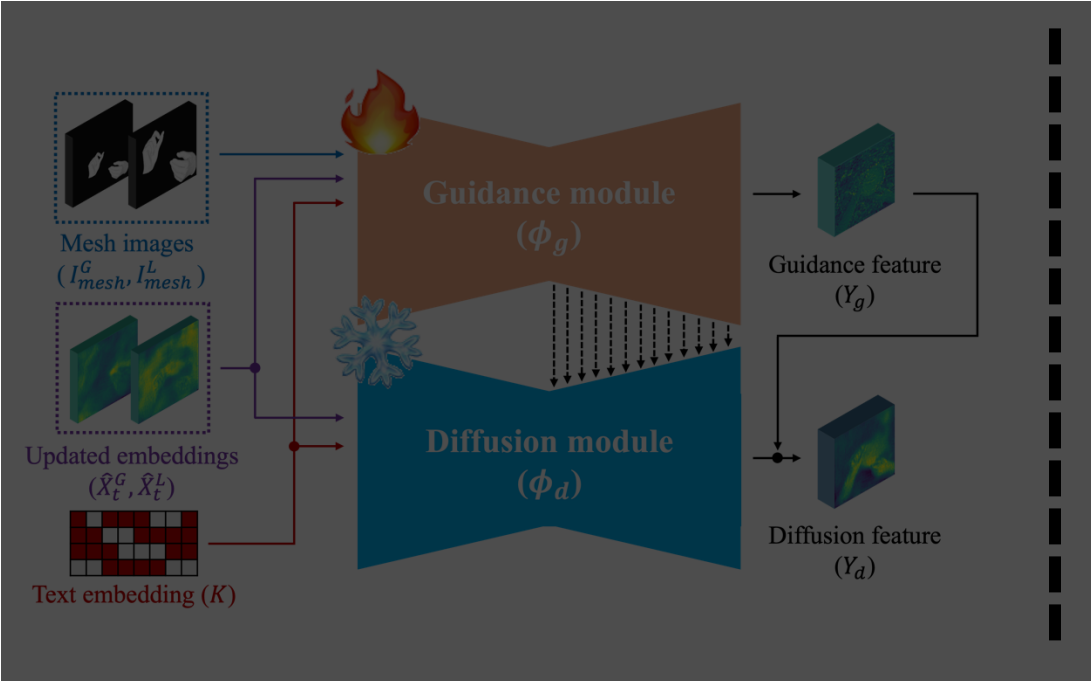 Mesh images
( I^G_mesh, I^L_mesh )
Updated embeddings
(X̂^G_t, X̂^L_t)
Text embedding (K)
Guidance module
(ϕ_g)
Diffusion module
(ϕ_d)
Guidance feature
(Y_g)
Diffusion feature
(Y_d)